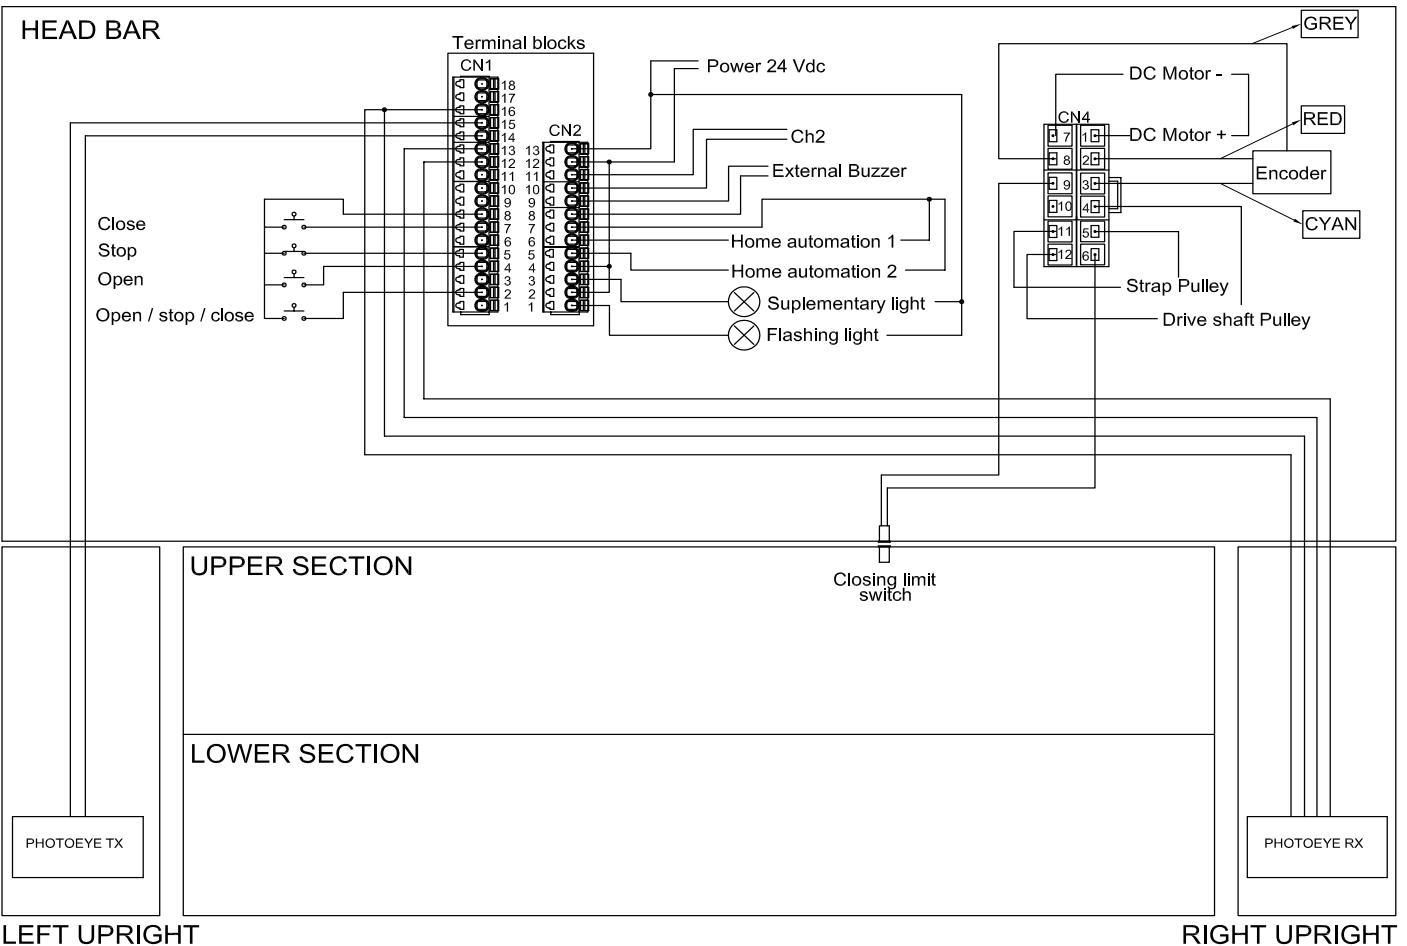 HEAD BAR
GREY
Terminal blocks
CN1
Power 24 Vdc
DC Motor -
18
17
16
15
14
13
12
11
10
9
8
7
6
5
4
3
2
1
CN2
13
12
11
10
9
8
7
6
5
4
3
2
1
Ch2
External Buzzer
Home automation 1
Home automation 2
Suplementary light
Flashing light
CN4
7 1
8 2
9 3
10 4
11 5
12 6
DC Motor +
RED
Encoder
CYAN
Strap Pulley
Drive shaft Pulley
Close
Stop
Open
Open / stop / close
UPPER SECTION
Closing limit
switch
LOWER SECTION
PHOTOEYE TX
PHOTOEYE RX
LEFT UPRIGHT
RIGHT UPRIGHT